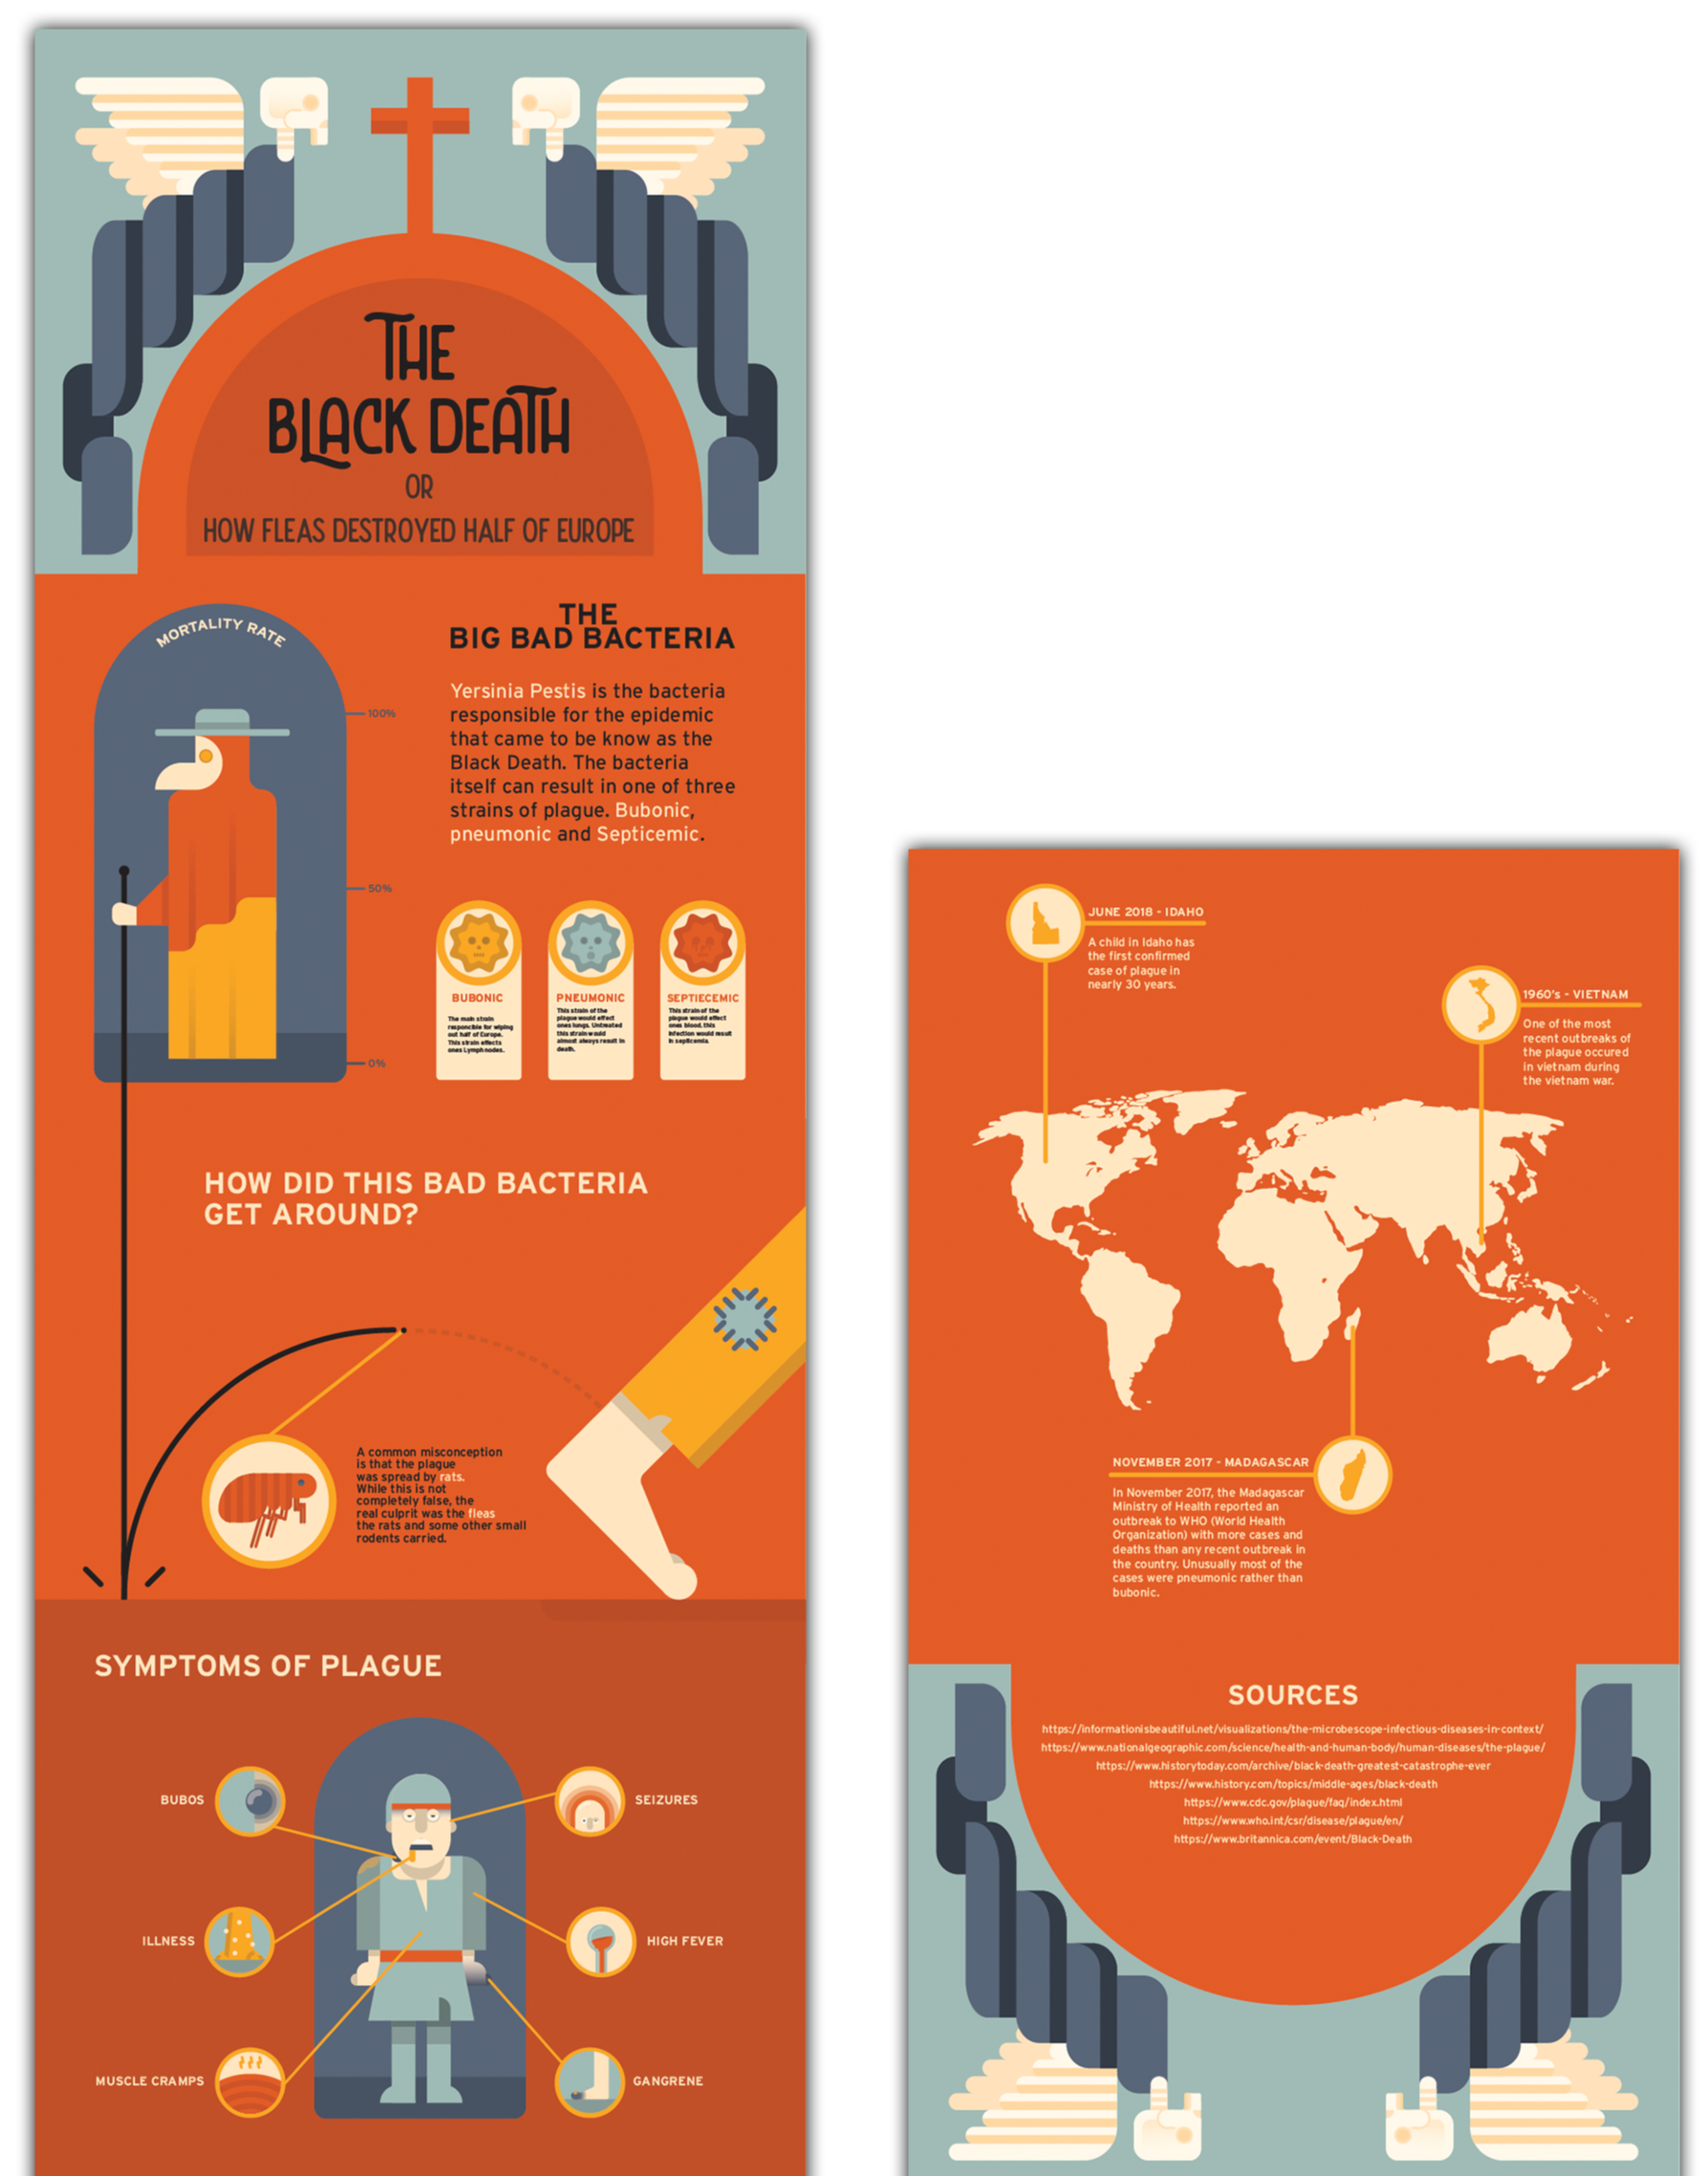 THE
BLACK DEATH
OR
HOW FLEAS DESTROYED HALF OF EUROPE
MORTALITY RATE
100%
50%
0%
THE
BIG BAD BACTERIA
Yersinia Pestis is the bacteria
responsible for the epidemic
that came to be know as the
Black Death. The bacteria
itself can result in one of three
strains of plague. Bubonic,
pneumonic and Septicemic.
BUBONIC
The main strain
responcible for wiping
out half of Europe.
This strain effects
ones Lymph nodes.
PNEUMONIC
This strain of the
plague would effect
ones lungs. Untreated
this strain would
almost always result in
death.
SEPTIECEMIC
This strain of the
plague would effect
ones blood. this
infection would result
in septicemia.
HOW DID THIS BAD BACTERIA
GET AROUND?
A common misconception
is that the plague
was spread by rats.
While this is not
completely false, the
real culprit was the fleas
the rats and some other small
rodents carried.
SYMPTOMS OF PLAGUE
BUBOS
SEIZURES
ILLNESS
HIGH FEVER
MUSCLE CRAMPS
GANGRENE
JUNE 2018 - IDAHO
A child in Idaho has
the first confirmed
case of plague in
nearly 30 years.
1960's - VIETNAM
One of the most
recent outbreaks of
the plague occured
in vietnam during
the vietnam war.
NOVEMBER 2017 - MADAGASCAR
In November 2017, the Madagascar
Ministry of Health reported an
outbreak to WHO (World Health
Organization) with more cases and
deaths than any recent outbreak in
the country. Unusually most of the
cases were pneumonic rather than
bubonic.
SOURCES
https://informationisbeautiful.net/visualizations/the-microbescope-infectious-diseases-in-context/
https://www.nationalgeographic.com/science/health-and-human-body/human-diseases/the-plague/
https://www.historytoday.com/archive/black-death-greatest-catastrophe-ever
https://www.history.com/topics/middle-ages/black-death
https://www.cdc.gov/plague/faq/index.html
https://www.who.int/csr/disease/plague/en/
https://www.britannica.com/event/Black-Death